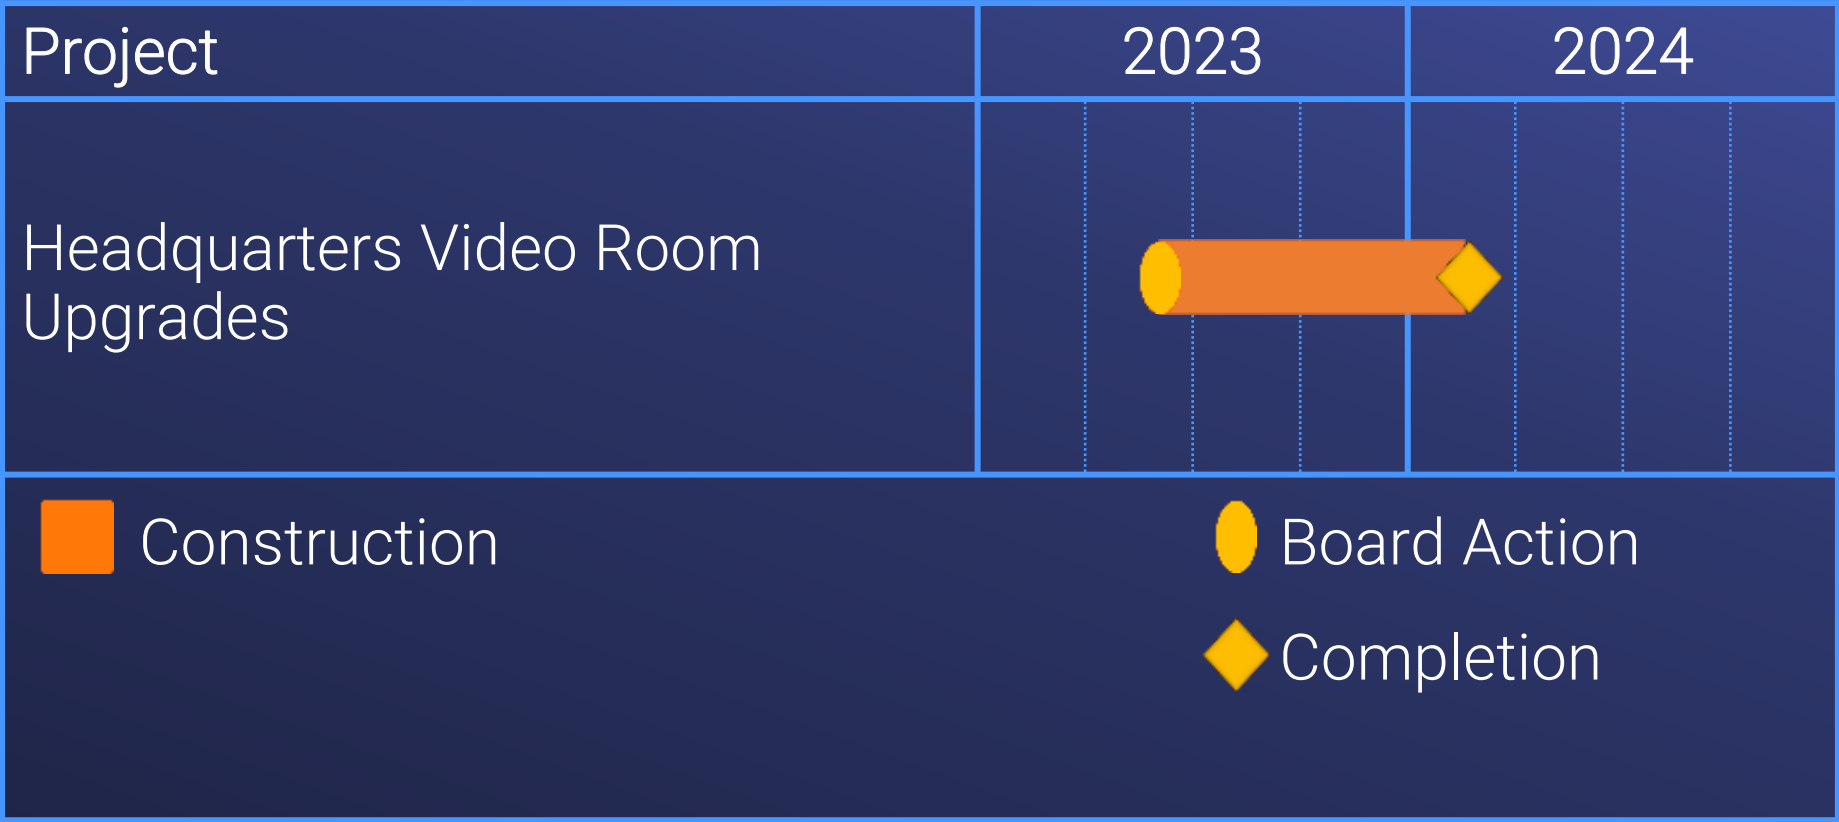 Project
2023
2024
Headquarters Video Room
Upgrades
Construction
Board Action
Completion